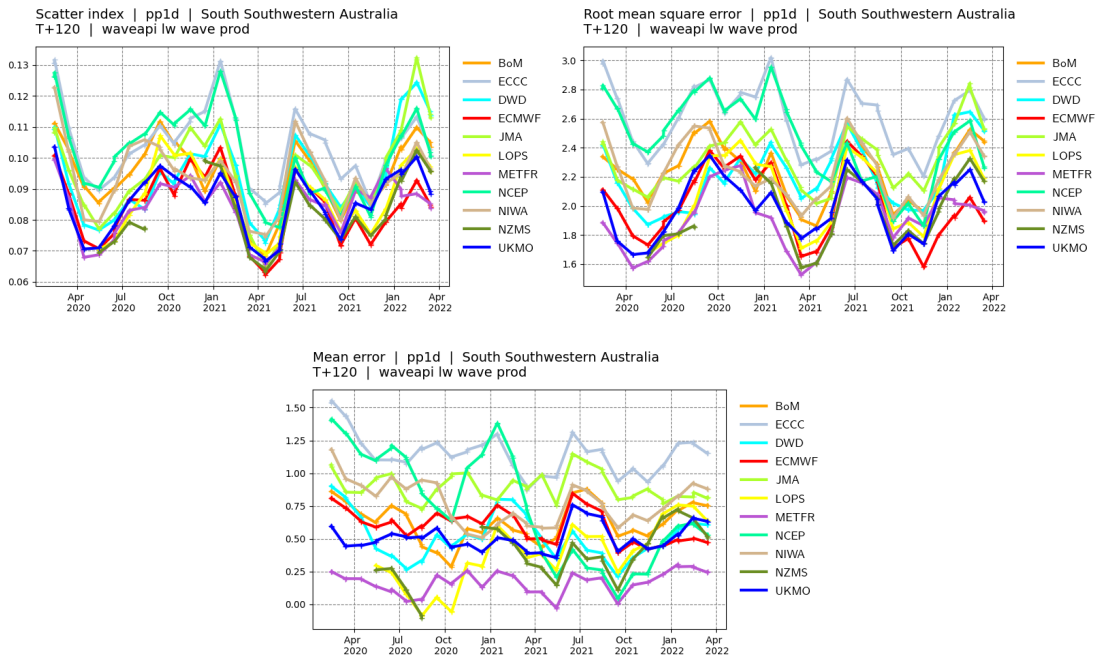 Scatter index | pp1d | South Southwestern Australia
T+120 | waveapi lw wave prod
0.13
0.12
0.11
0.10
0.09
0.08
0.07
0.06
Apr 2020
Jul 2020
Oct 2020
Jan 2021
Apr 2021
Jul 2021
Oct 2021
Jan 2022
Apr 2022
BoM
ECCC
DWD
ECMWF
JMA
LOPS
METFR
NCEP
NIWA
NZMS
UKMO
Root mean square error | pp1d | South Southwestern Australia
T+120 | waveapi lw wave prod
3.0
2.8
2.6
2.4
2.2
2.0
1.8
1.6
Apr 2020
Jul 2020
Oct 2020
Jan 2021
Apr 2021
Jul 2021
Oct 2021
Jan 2022
Apr 2022
BoM
ECCC
DWD
ECMWF
JMA
LOPS
METFR
NCEP
NIWA
NZMS
UKMO
Mean error | pp1d | South Southwestern Australia
T+120 | waveapi lw wave prod
1.50
1.25
1.00
0.75
0.50
0.25
0.00
Apr 2020
Jul 2020
Oct 2020
Jan 2021
Apr 2021
Jul 2021
Oct 2021
Jan 2022
Apr 2022
BoM
ECCC
DWD
ECMWF
JMA
LOPS
METFR
NCEP
NIWA
NZMS
UKMO